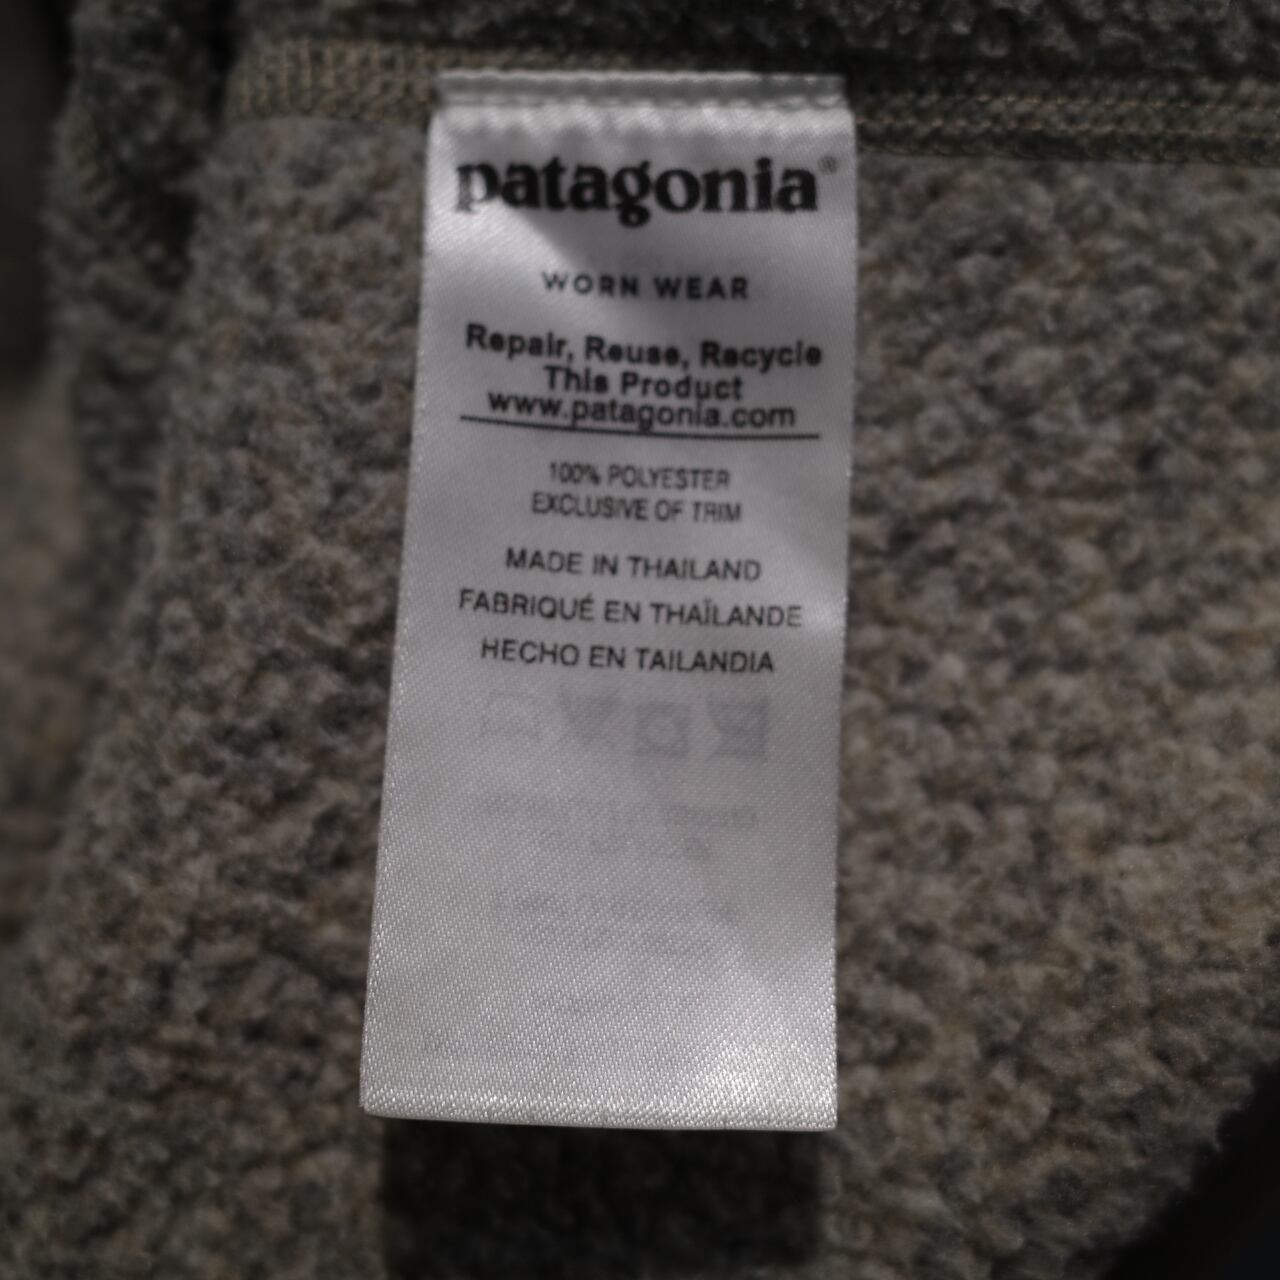 patagonia®
WORN WEAR
Repair, Reuse, Recycle
This Product
www.patagonia.com
100% POLYESTER
EXCLUSIVE OF TRIM
MADE IN THAILAND
FABRIQUÉ EN THAÏLANDE
HECHO EN TAILANDIA